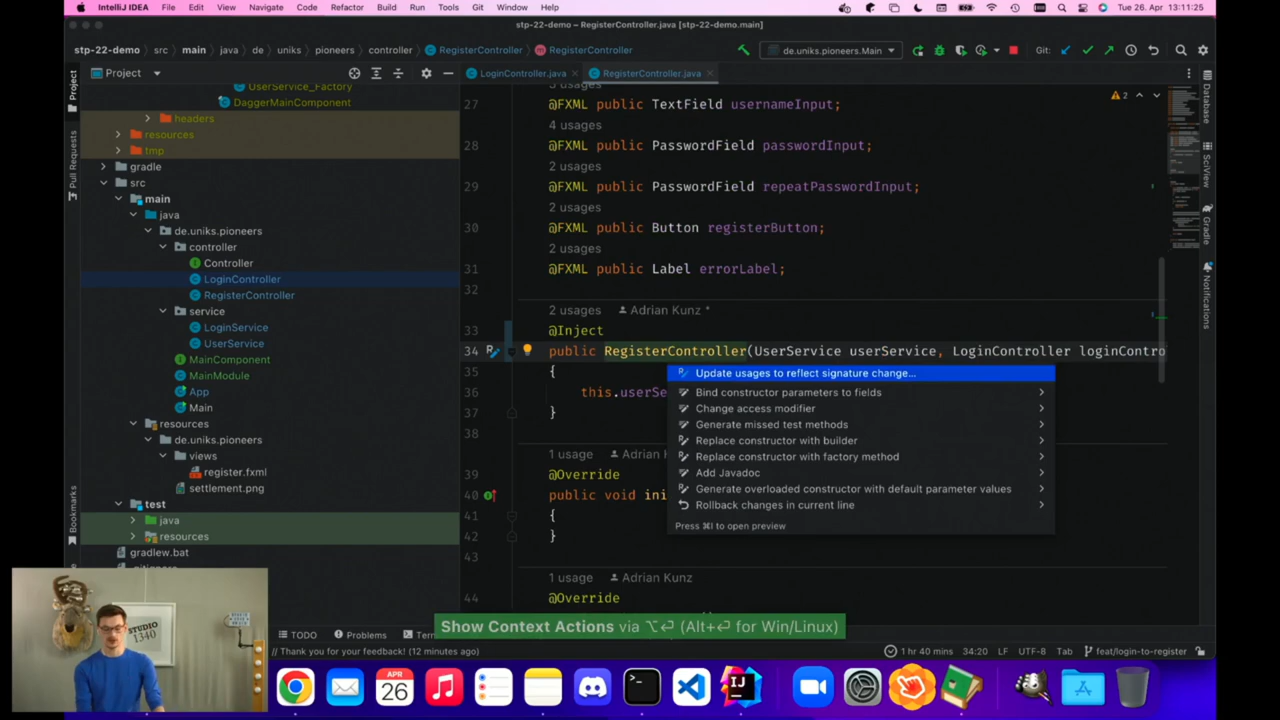 IntelliJ IDEA File Edit View Navigate Code Refactor Build Run Tools Git Window Help Tue 26. Apr 13:11:25
stp-22-demo – RegisterController.java [stp-22-demo.main]
stp-22-demo src main java de uniks pioneers controller RegisterController RegisterController de.uniks.pioneers.Main Git:
Project LoginController.java RegisterController.java
UserService_Factory
DaggerMainComponent
headers
resources
tmp
gradle
src
main
java
de.uniks.pioneers
controller
Controller
LoginController
RegisterController
service
LoginService
UserService
MainComponent
MainModule
App
Main
resources
de.uniks.pioneers
views
register.fxml
settlement.png
test
java
resources
gradlew.bat
Project
Pull Requests
Bookmarks
3 usages
27 @FXML public TextField usernameInput;
4 usages
28 @FXML public PasswordField passwordInput;
2 usages
29 @FXML public PasswordField repeatPasswordInput;
2 usages
30 @FXML public Button registerButton;
2 usages
31 @FXML public Label errorLabel;
32
2 usages Adrian Kunz *
33 @Inject
34 public RegisterController(UserService userService, LoginController loginContro
35 {
36 this.userSe
37 }
38
1 usage Adrian
39 @Override
40 public void ini
41 {
42 }
43
1 usage Adrian Kunz
44 @Override
Update usages to reflect signature change...
Bind constructor parameters to fields
Change access modifier
Generate missed test methods
Replace constructor with builder
Replace constructor with factory method
Add Javadoc
Generate overloaded constructor with default parameter values
Rollback changes in current line
Press ⌘I to open preview
2
Database
SciView
Gradle
Notifications
Show Context Actions via ⌥⏎ (Alt+⏎ for Win/Linux)
STUDIO
1340
TODO Problems Term
// Thank you for your feedback! (12 minutes ago) 1 hr 40 mins 34:20 LF UTF-8 Tab feat/login-to-register
APR
26